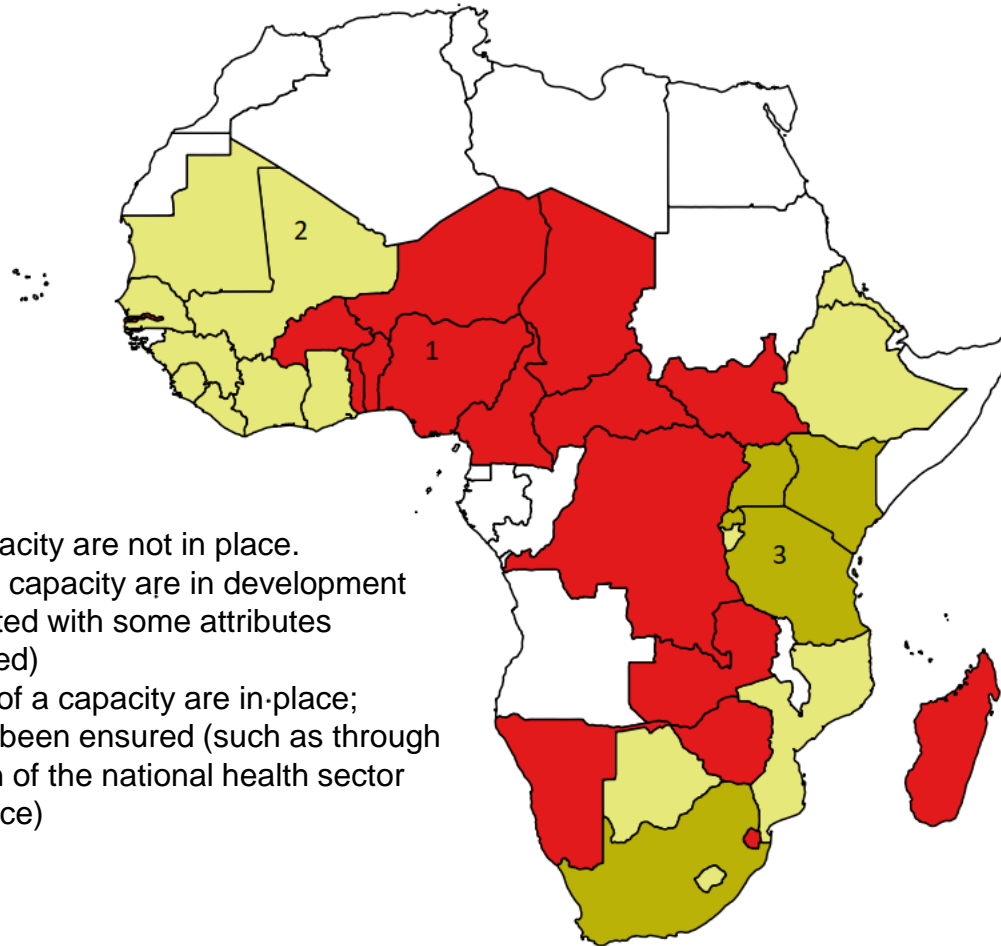 2
1
3
acity are not in place.
capacity are in development
ted with some attributes
ed)
of a capacity are in·place;
been ensured (such as through
n of the national health sector
ce)